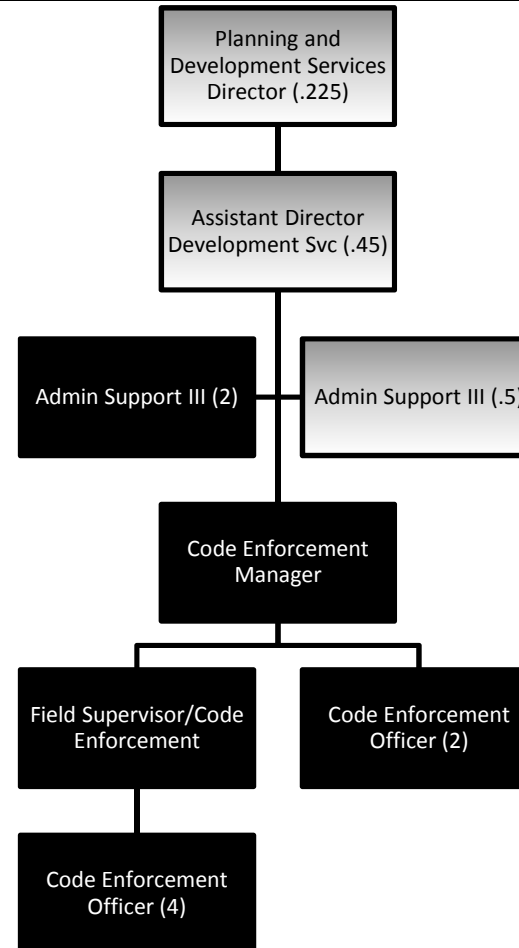 Planning and
Development Services
Director (.225)
Assistant Director
Development Svc (.45)
Admin Support III (2)
Admin Support III (.5)
Code Enforcement
Manager
Field Supervisor/Code
Enforcement
Code Enforcement
Officer (2)
Code Enforcement
Officer (4)